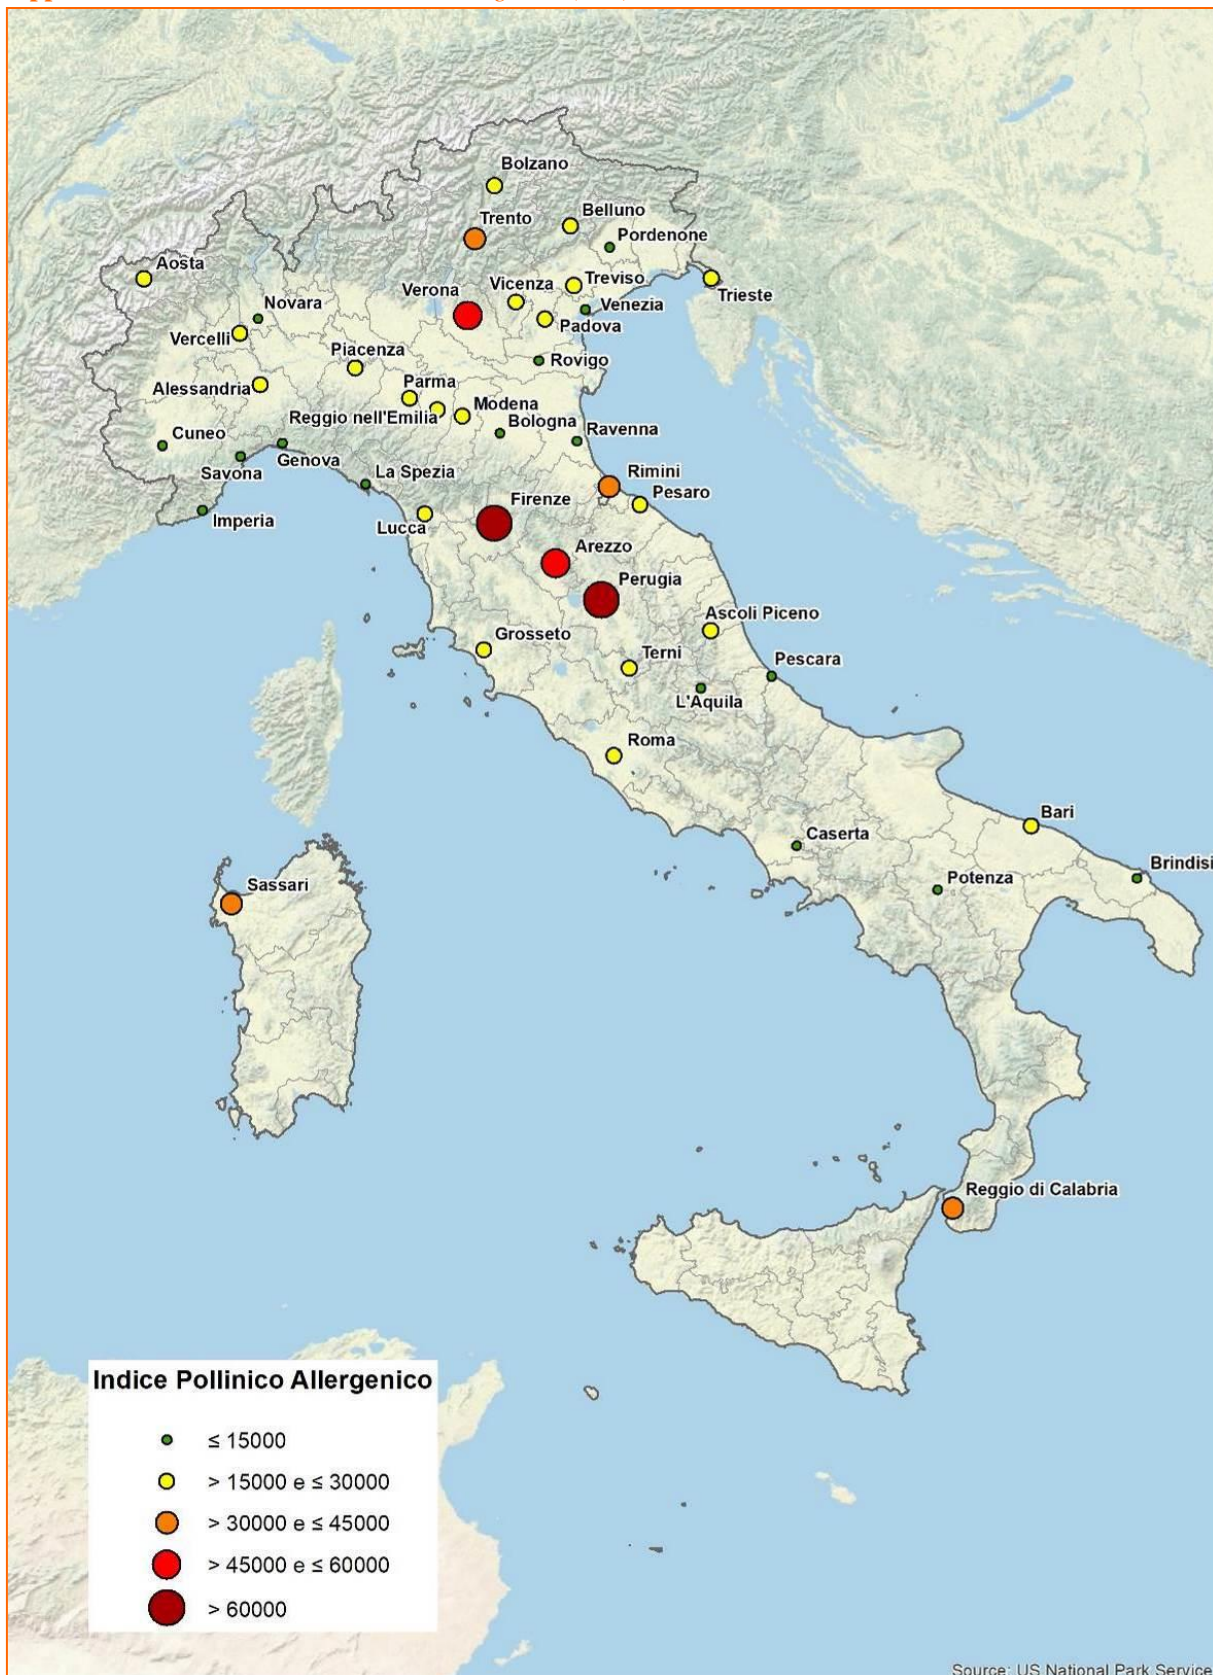 Bolzano
Belluno
Trento
Pordenone
Aosta
Treviso
Vicenza
Verona
Trieste
Novara
Venezia
Padova
Vercelli
Piacenza
Rovigo
Parma
Alessandria
Modena
Reggio nell'Emilia
Bologna
Ravenna
Cuneo
Genova
Savona
La Spezia
Rimini
Pesaro
Firenze
Imperia
Lucca
Arezzo
Perugia
Ascoli Piceno
Grosseto
Terni
Pescara
L'Aquila
Roma
Bari
Caserta
Brindisi
Potenza
Sassari
Reggio di Calabria
Indice Pollinico Allergenico
≤ 15000
> 15000 e ≤ 30000
> 30000 e ≤ 45000
> 45000 e ≤ 60000
> 60000
Source: US National Park Service